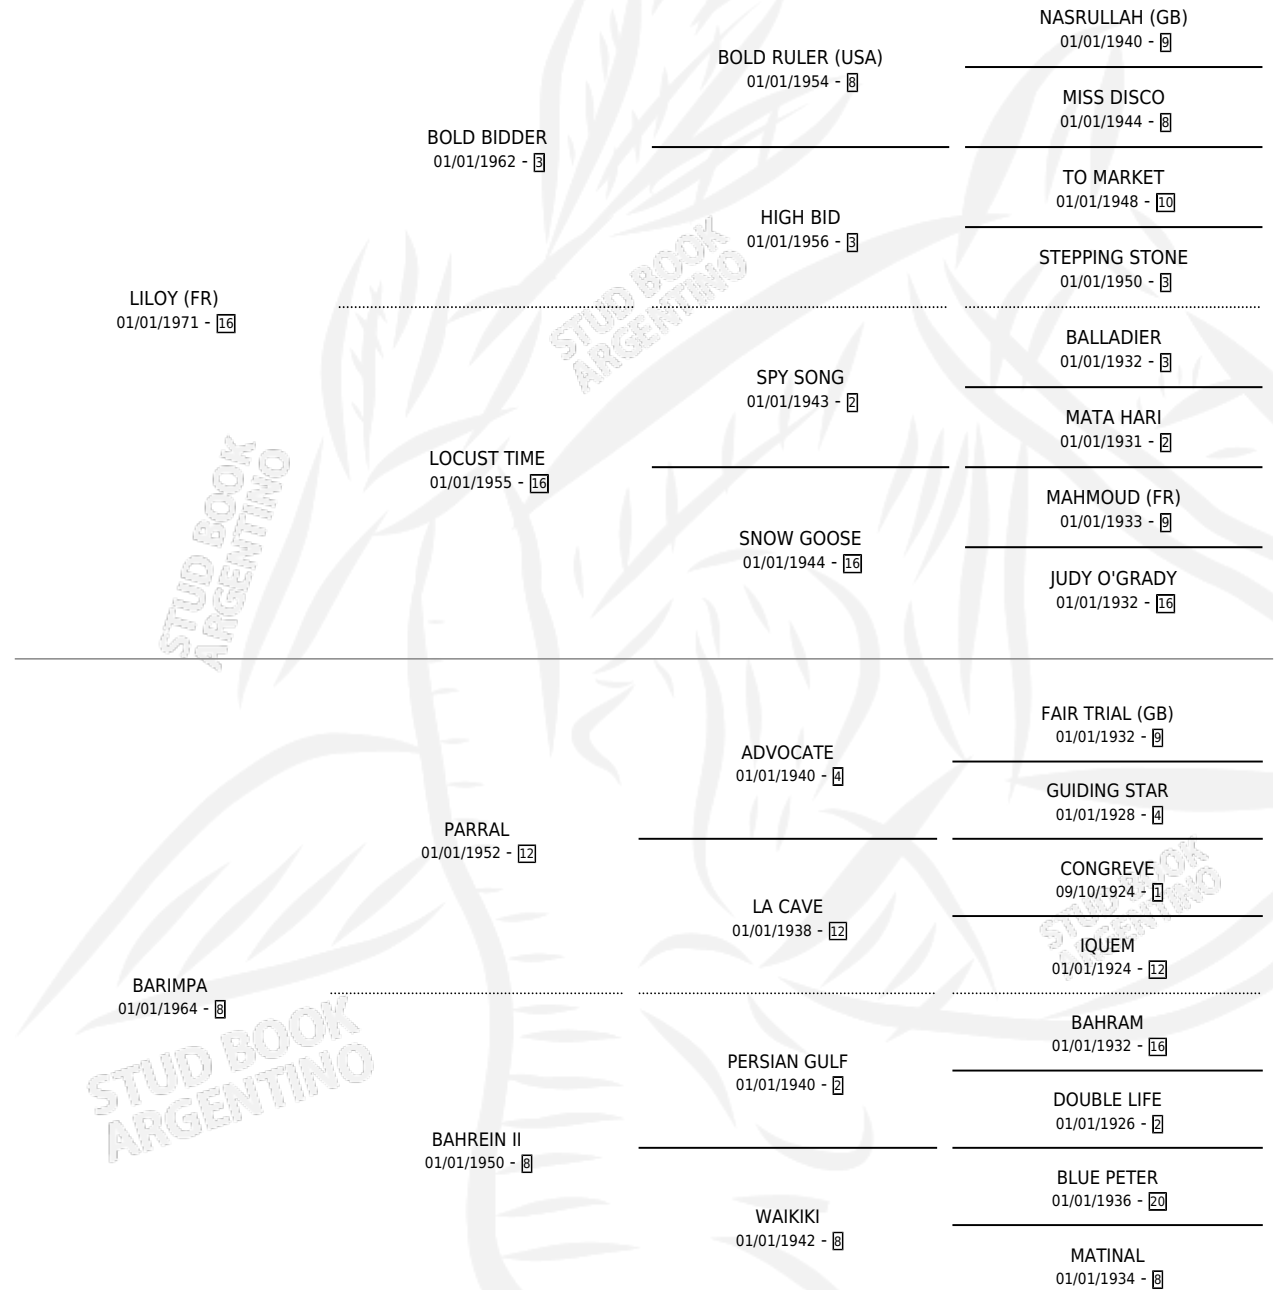 NASRULLAH (GB)
01/01/1940 - 9
BOLD RULER (USA)
01/01/1954 - 8
MISS DISCO
01/01/1944 - 8
BOLD BIDDER
01/01/1962 - 3
TO MARKET
01/01/1948 - 10
HIGH BID
01/01/1956 - 3
STEPPING STONE
01/01/1950 - 3
LILOY (FR)
01/01/1971 - 16
BALLADIER
01/01/1932 - 3
SPY SONG
01/01/1943 - 2
MATA HARI
01/01/1931 - 2
LOCUST TIME
01/01/1955 - 16
MAHMOUD (FR)
01/01/1933 - 9
SNOW GOOSE
01/01/1944 - 16
JUDY O'GRADY
01/01/1932 - 16
FAIR TRIAL (GB)
01/01/1932 - 9
ADVOCATE
01/01/1940 - 4
GUIDING STAR
01/01/1928 - 4
PARRAL
01/01/1952 - 12
CONGREVE
09/10/1924 - 1
LA CAVE
01/01/1938 - 12
IQUEM
01/01/1924 - 12
BARIMPA
01/01/1964 - 8
BAHRAM
01/01/1932 - 16
PERSIAN GULF
01/01/1940 - 2
DOUBLE LIFE
01/01/1926 - 2
BAHREIN II
01/01/1950 - 8
BLUE PETER
01/01/1936 - 20
WAIKIKI
01/01/1942 - 8
MATINAL
01/01/1934 - 8
STUD BOOK
ARGENTINO
STUD BOOK
ARGENTINO
STUD BOOK
ARGENTINO
STUD BOOK
ARGENTINO